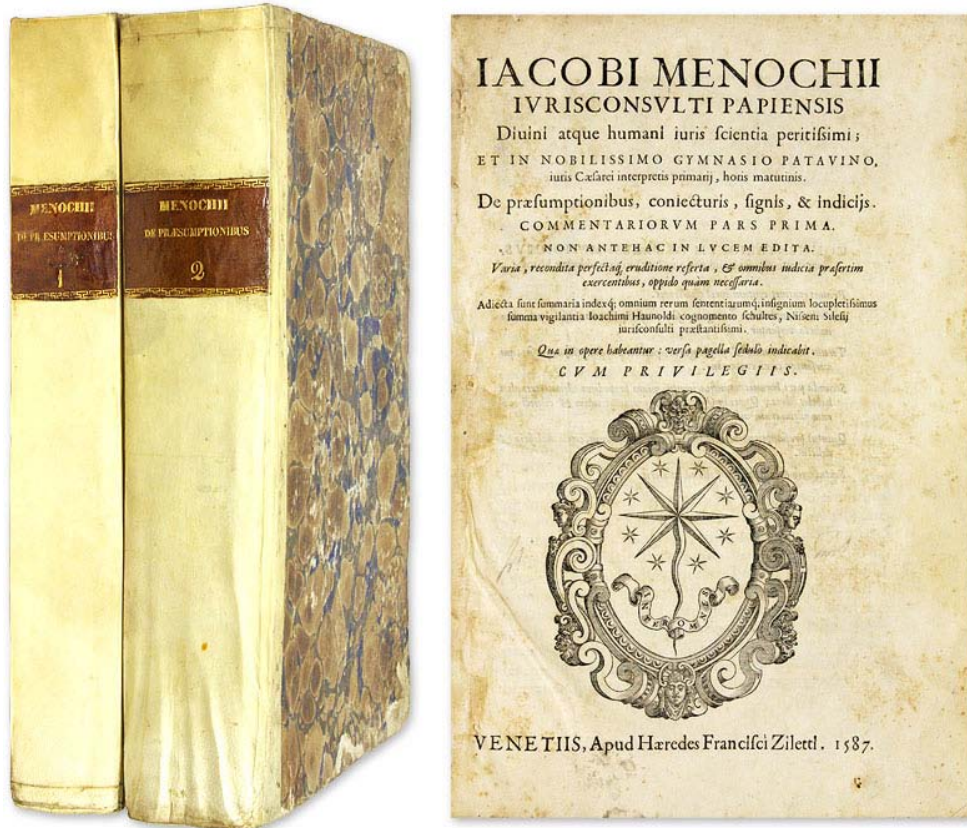 MENOCHII
DE PRÆSUMPTIONIBUS
1
MENOCHII
DE PRÆSUMPTIONIBUS
2
IACOBI MENOCHII
IVRISCONSVLTI PAPIENSIS
Diuini atque humani iuris ſcientia peritiſsimi;
ET IN NOBILISSIMO GYMNASIO PATAVINO,
iuris Cæſarei interpretis primarij, horis matutinis.
De præſumptionibus, coniecturis, ſignis, & indicijs.
COMMENTARIORVM PARS PRIMA.
NON ANTEHAC IN LVCEM EDITA.
Varia, recondita perfectaq; eruditione referta, & omnibus iudicia præſertim
exercentibus, oppidò quàm neceſſaria.
Adiecta ſunt ſummaria indexq; omnium rerum ſententiarumq; inſignium locupletiſsimus
ſumma vigilantia Ioachimi Haunoldi cognomento ſchultes, Niſſeni Sileſij
iuriſconſulti præſtantiſsimi.
Quæ in opere habeantur: verſa pagella ſedulò indicabit.
CVM PRIVILEGIIS.
INTER OMNES
VENETIIS, Apud Hæredes Franciſci Ziletti. 1587.